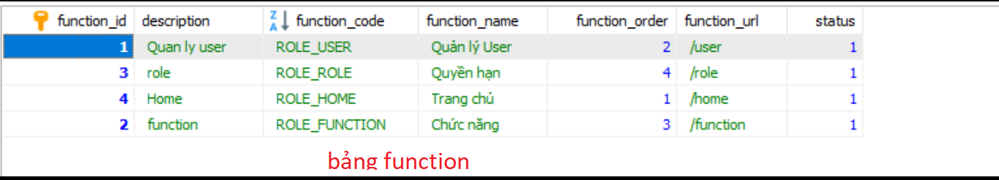 function_id description ZA function_code function_name function_order function_url status
1 Quan ly user ROLE_USER Quản lý User 2 /user 1
3 role ROLE_ROLE Quyền hạn 4 /role 1
4 Home ROLE_HOME Trang chủ 1 /home 1
2 function ROLE_FUNCTION Chức năng 3 /function 1
bảng function